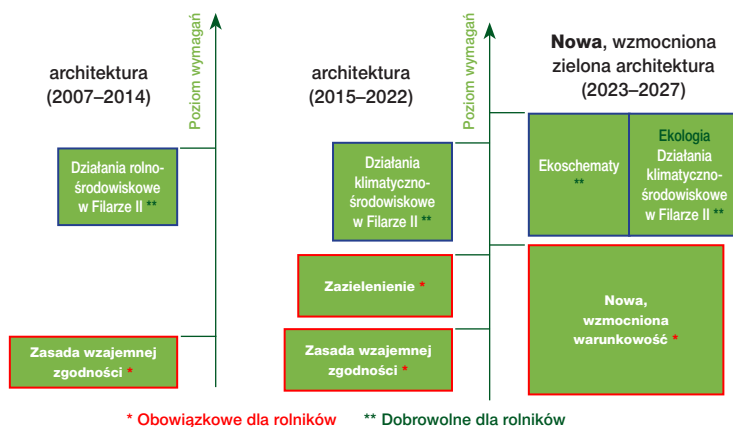 architektura
(2007–2014)
Poziom wymagań
Działania rolno-
środowiskowe
w Filarze II **
Zasada wzajemnej
zgodności *
architektura
(2015–2022)
Poziom wymagań
Działania
klimatyczno-
środowiskowe
w Filarze II **
Zazielenienie *
Zasada wzajemnej
zgodności *
Nowa, wzmocniona
zielona architektura
(2023–2027)
Ekoschematy
**
Ekologia
Działania
klimatyczno-
środowiskowe
w Filarze II **
Nowa,
wzmocniona
warunkowość *
* Obowiązkowe dla rolników ** Dobrowolne dla rolników